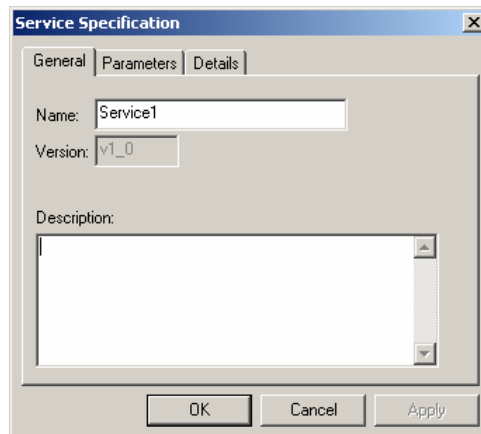 Service Specification
General Parameters Details
Name: Service1
Version: v1_0
Description:
OK Cancel Apply